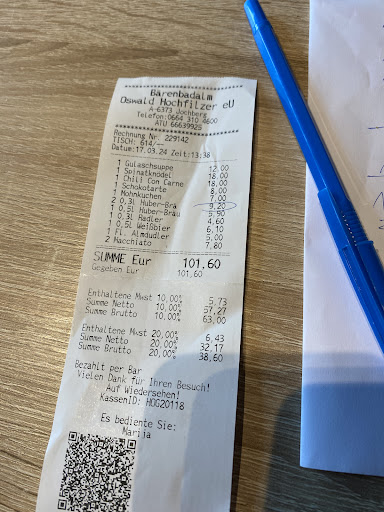 Bärenbadalm
Oswald Hochfilzer eU
A-6373 Jochberg
Telefon:0664 310 4600
ATU 66639925
Rechnung Nr. 229142
TISCH: 614/--
Datum:17.03.24 Zeit:13:38
1 Gulaschsuppe 12,00
1 Spinatknödel 18,00
1 Chili Con Carne 18,00
1 Schokotarte 8,00
1 Mohnkuchen 7,00
2 0,3L Huber-Brä 9,20
1 0,5L Huber-Bräu 5,90
1 0,3L Radler 4,60
1 0,5L Weißbier 6,10
1 Fl. Almdudler 5,00
2 Macchiato 7,80
SUMME Eur 101,60
Gegeben Eur 101,60
Enthaltene Mwst 10,00% 5,73
Summe Netto 10,00% 57,27
Summe Brutto 10,00% 63,00
Enthaltene Mwst 20,00% 6,43
Summe Netto 20,00% 32,17
Summe Brutto 20,00% 38,60
Bezahlt per Bar
Vielen Dank für Ihren Besuch!
Auf Wiedersehen!
KassenID: HOG20118
Es bediente Sie:
Marija